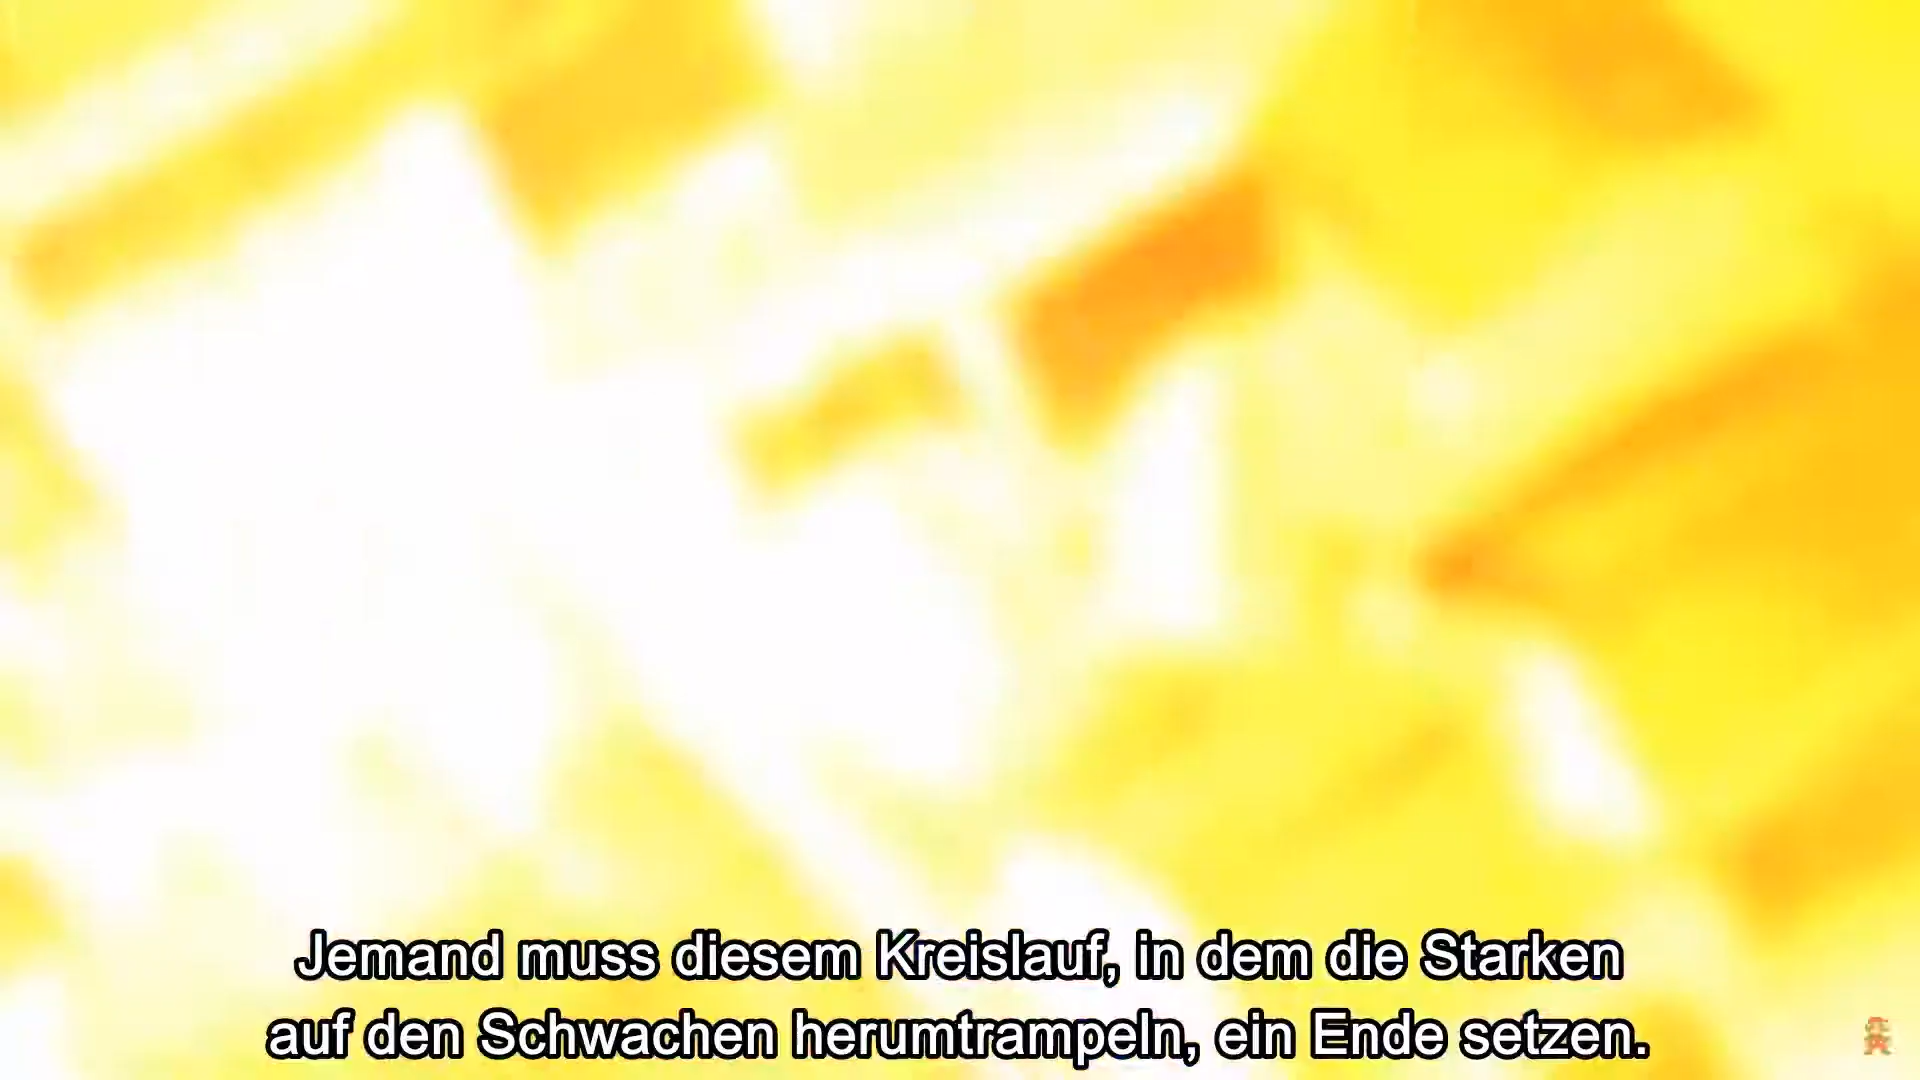 Jemand muss diesem Kreislauf, in dem die Starken
auf den Schwachen herumtrampeln, ein Ende setzen.